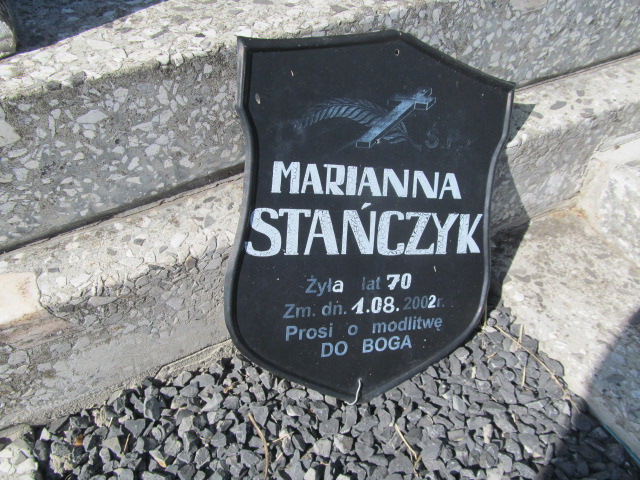 Ś.P.
MARIANNA
STAŃCZYK
Żyła lat 70
Zm. dn. 1.08. 2002r.
Prosi o modlitwę
DO BOGA